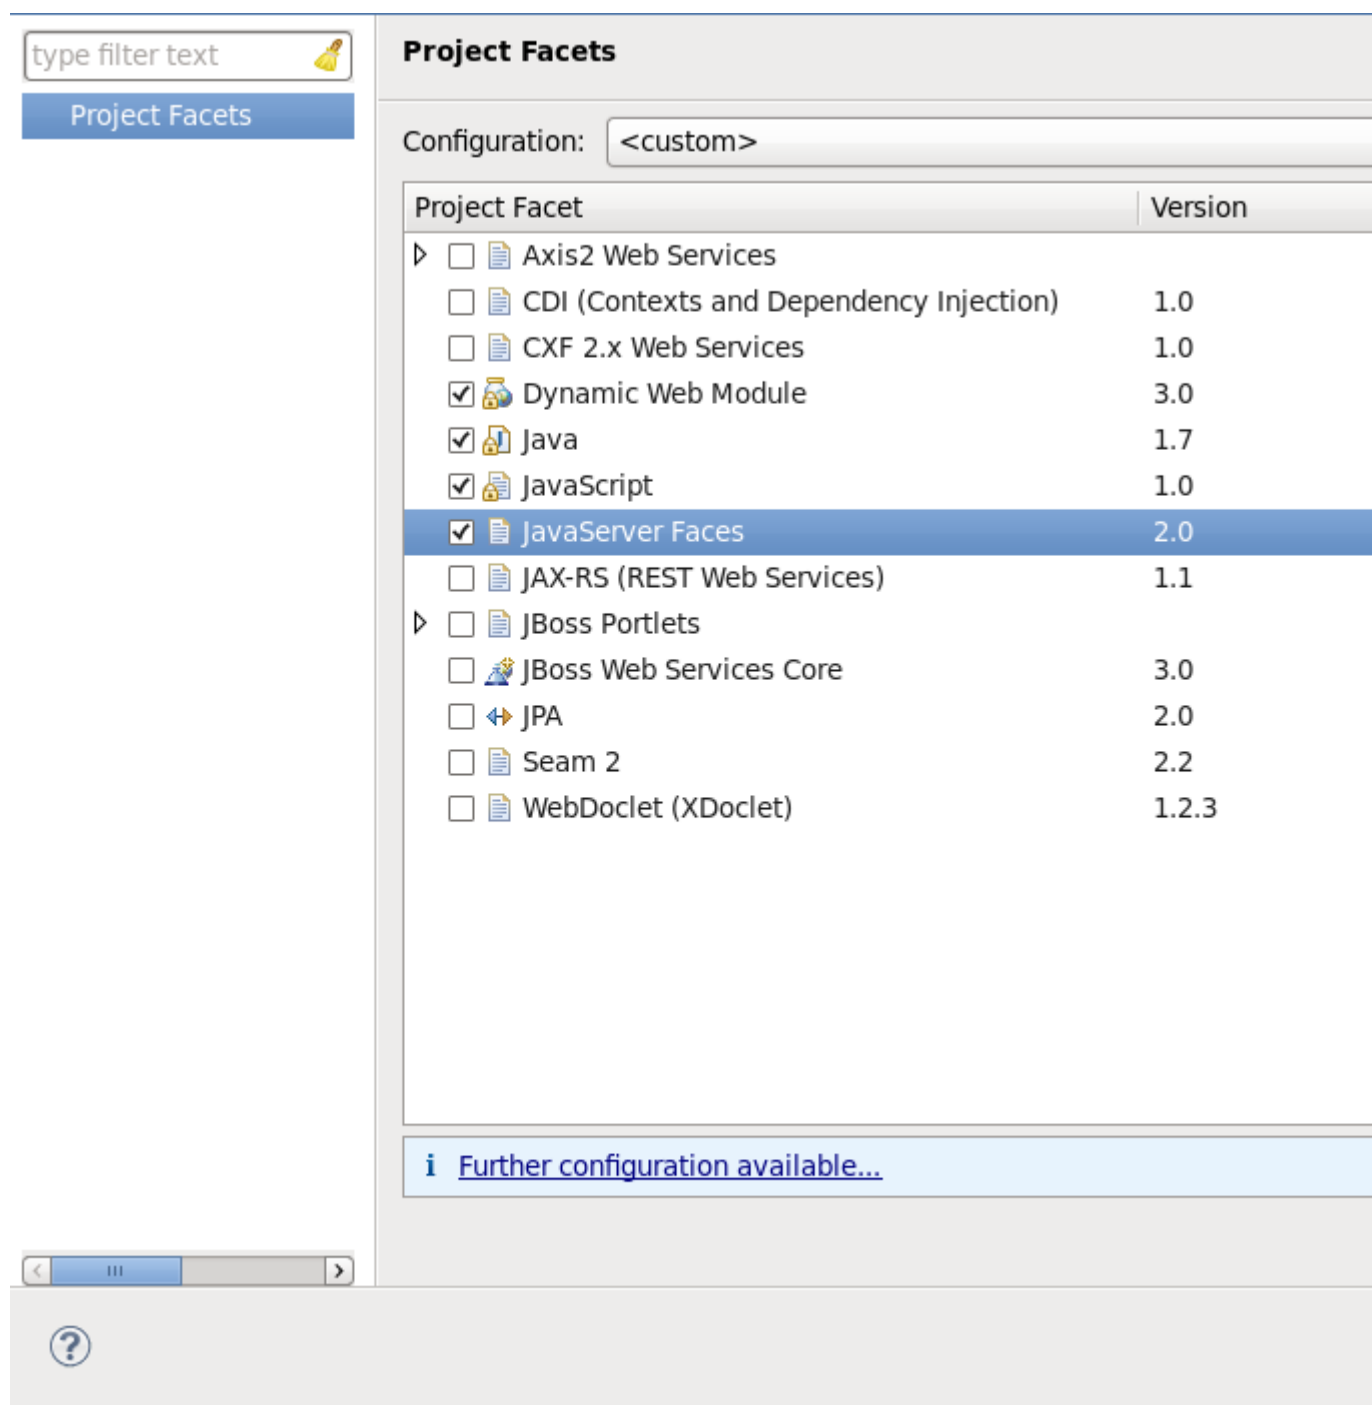 type filter text
Project Facets
Project Facets
Configuration: <custom>
Project Facet Version
Axis2 Web Services
CDI (Contexts and Dependency Injection) 1.0
CXF 2.x Web Services 1.0
Dynamic Web Module 3.0
Java 1.7
JavaScript 1.0
JavaServer Faces 2.0
JAX-RS (REST Web Services) 1.1
JBoss Portlets
JBoss Web Services Core 3.0
JPA 2.0
Seam 2 2.2
WebDoclet (XDoclet) 1.2.3
i Further configuration available...
?